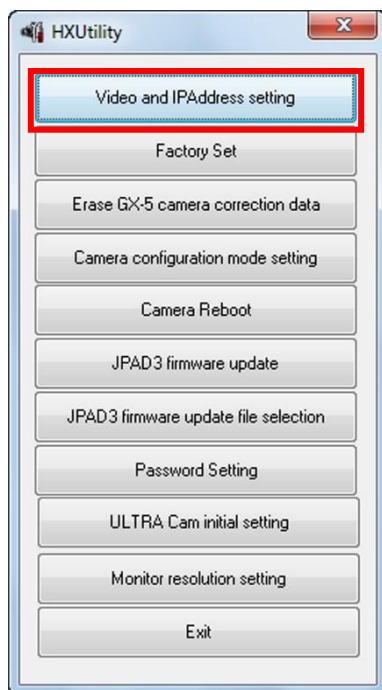 HXUtility
Video and IPAddress setting
Factory Set
Erase GX-5 camera correction data
Camera configuration mode setting
Camera Reboot
JPAD3 firmware update
JPAD3 firmware update file selection
Password Setting
ULTRA Cam initial setting
Monitor resolution setting
Exit